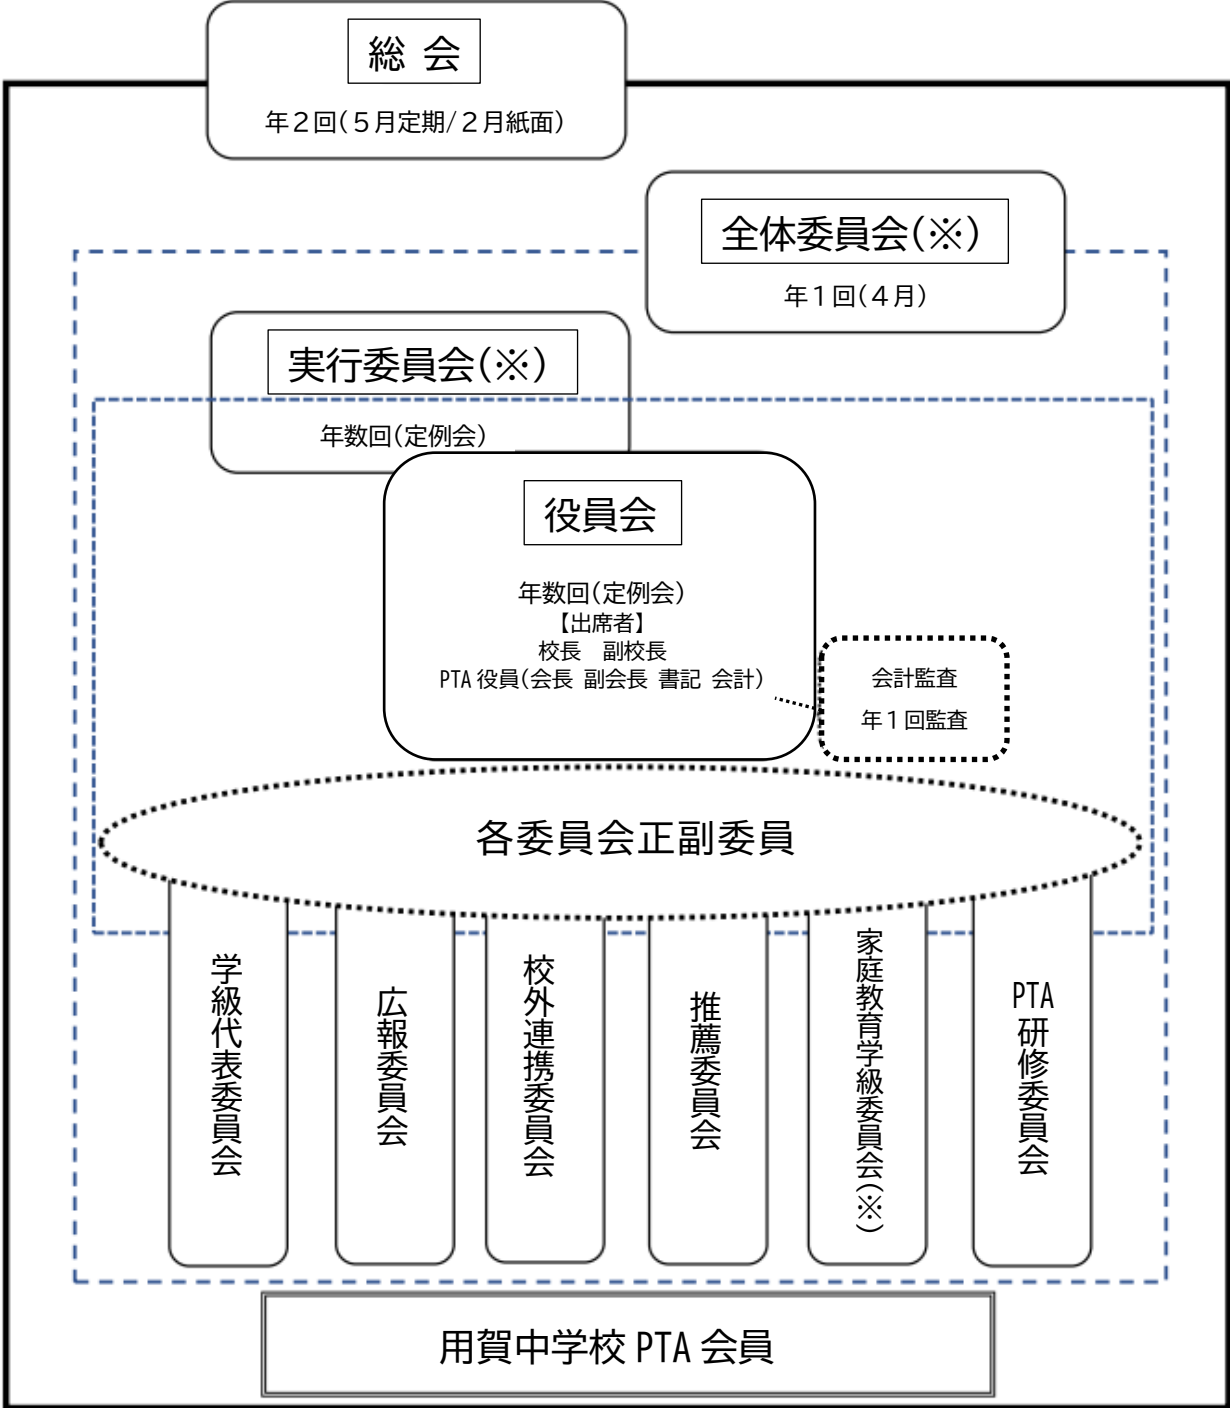 総 会
年２回(５月定期/２月紙面)
全体委員会(※)
年１回(４月)
実行委員会(※)
年数回(定例会)
役員会
年数回(定例会)
【出席者】
校長　副校長
PTA 役員(会長 副会長 書記 会計)
会計監査
年１回監査
各委員会正副委員
学級代表委員会
広報委員会
校外連携委員会
推薦委員会
家庭教育学級委員会(※)
PTA研修委員会
用賀中学校 PTA 会員